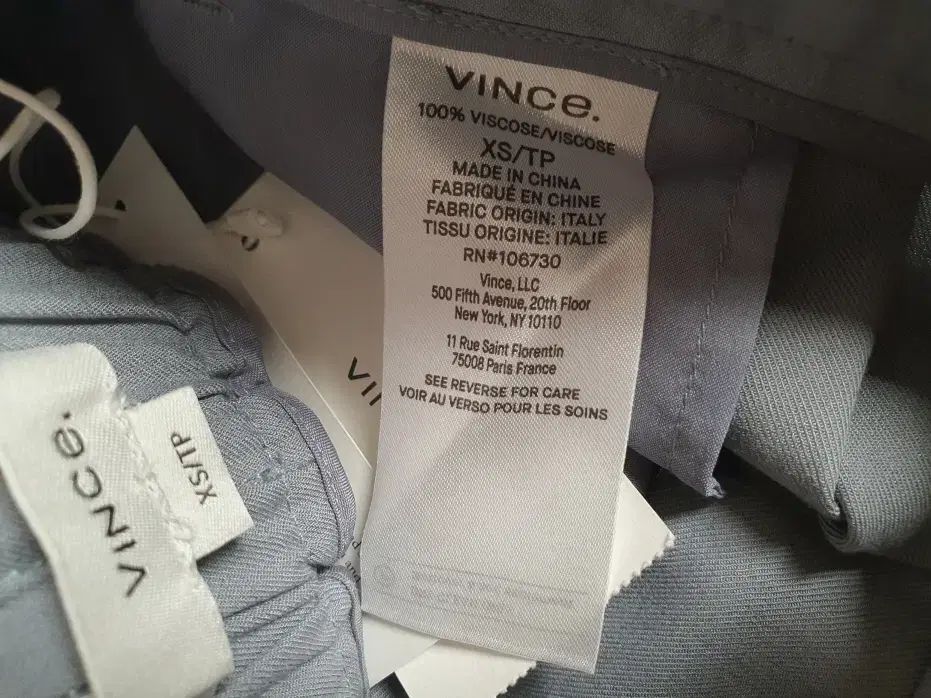 VINCe.
100% VISCOSE/VISCOSE
XS/TP
MADE IN CHINA
FABRIQUÉ EN CHINE
FABRIC ORIGIN: ITALY
TISSU ORIGINE: ITALIE
RN#106730
Vince, LLC
500 Fifth Avenue, 20th Floor
New York, NY 10110
11 Rue Saint Florentin
75008 Paris France
SEE REVERSE FOR CARE
VOIR AU VERSO POUR LES SOINS
VINCe.
XS/TP